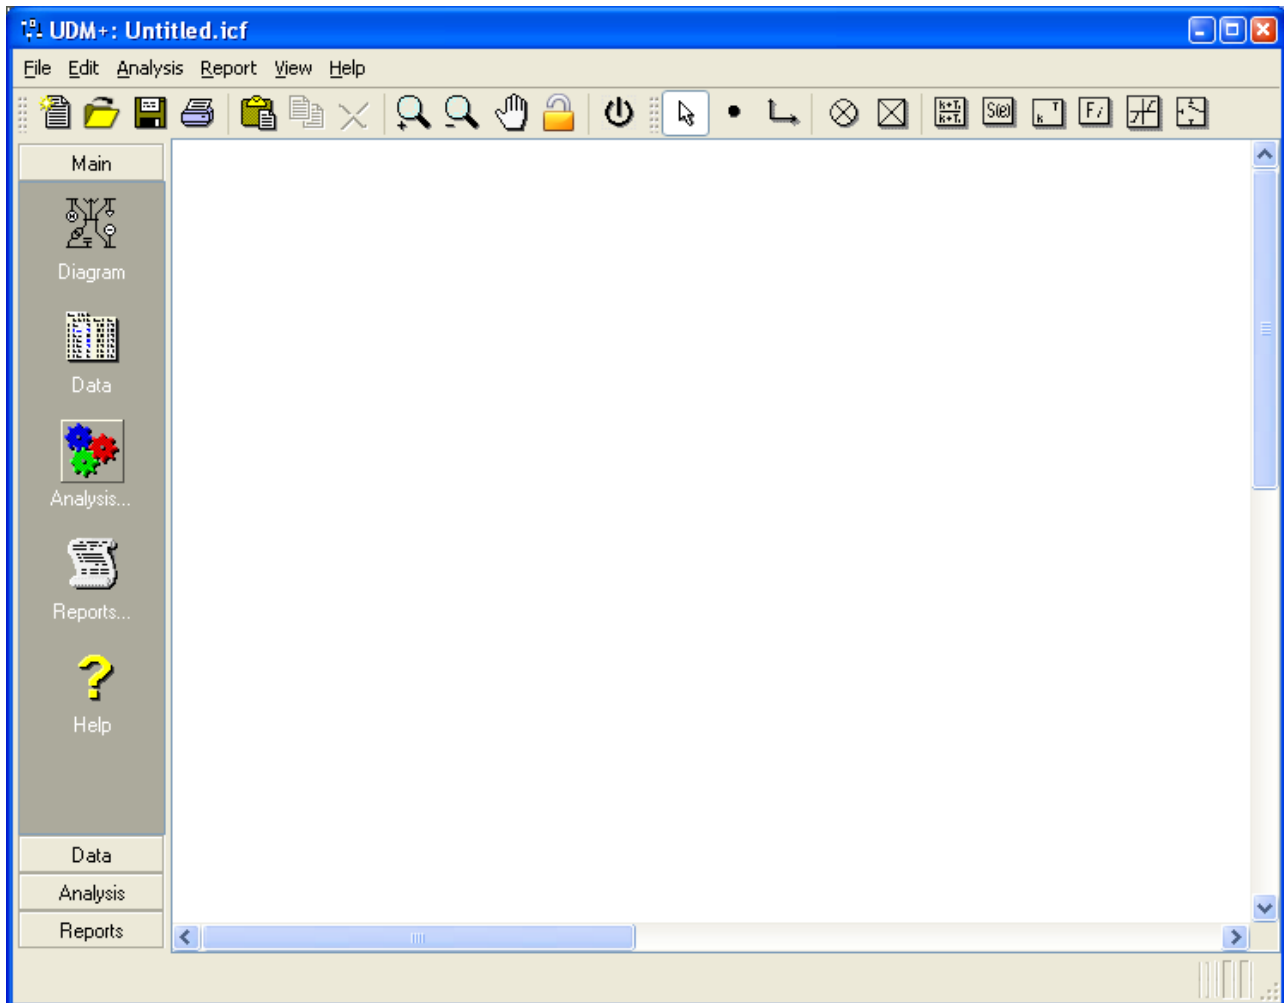 UDM+: Untitled.icf
File Edit Analysis Report View Help
S(e) K T F/
Main
Diagram
Data
Analysis...
Reports...
Help
Data
Analysis
Reports